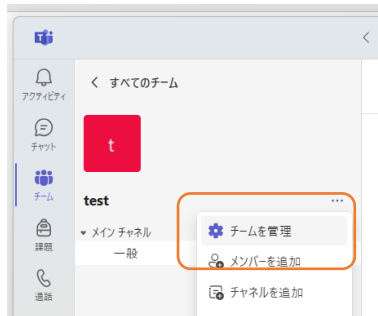 すべてのチーム
アクティビティ
チャット
t
チーム
test
メイン チャネル
チームを管理
課題
一般
メンバーを追加
チャネルを追加
通話